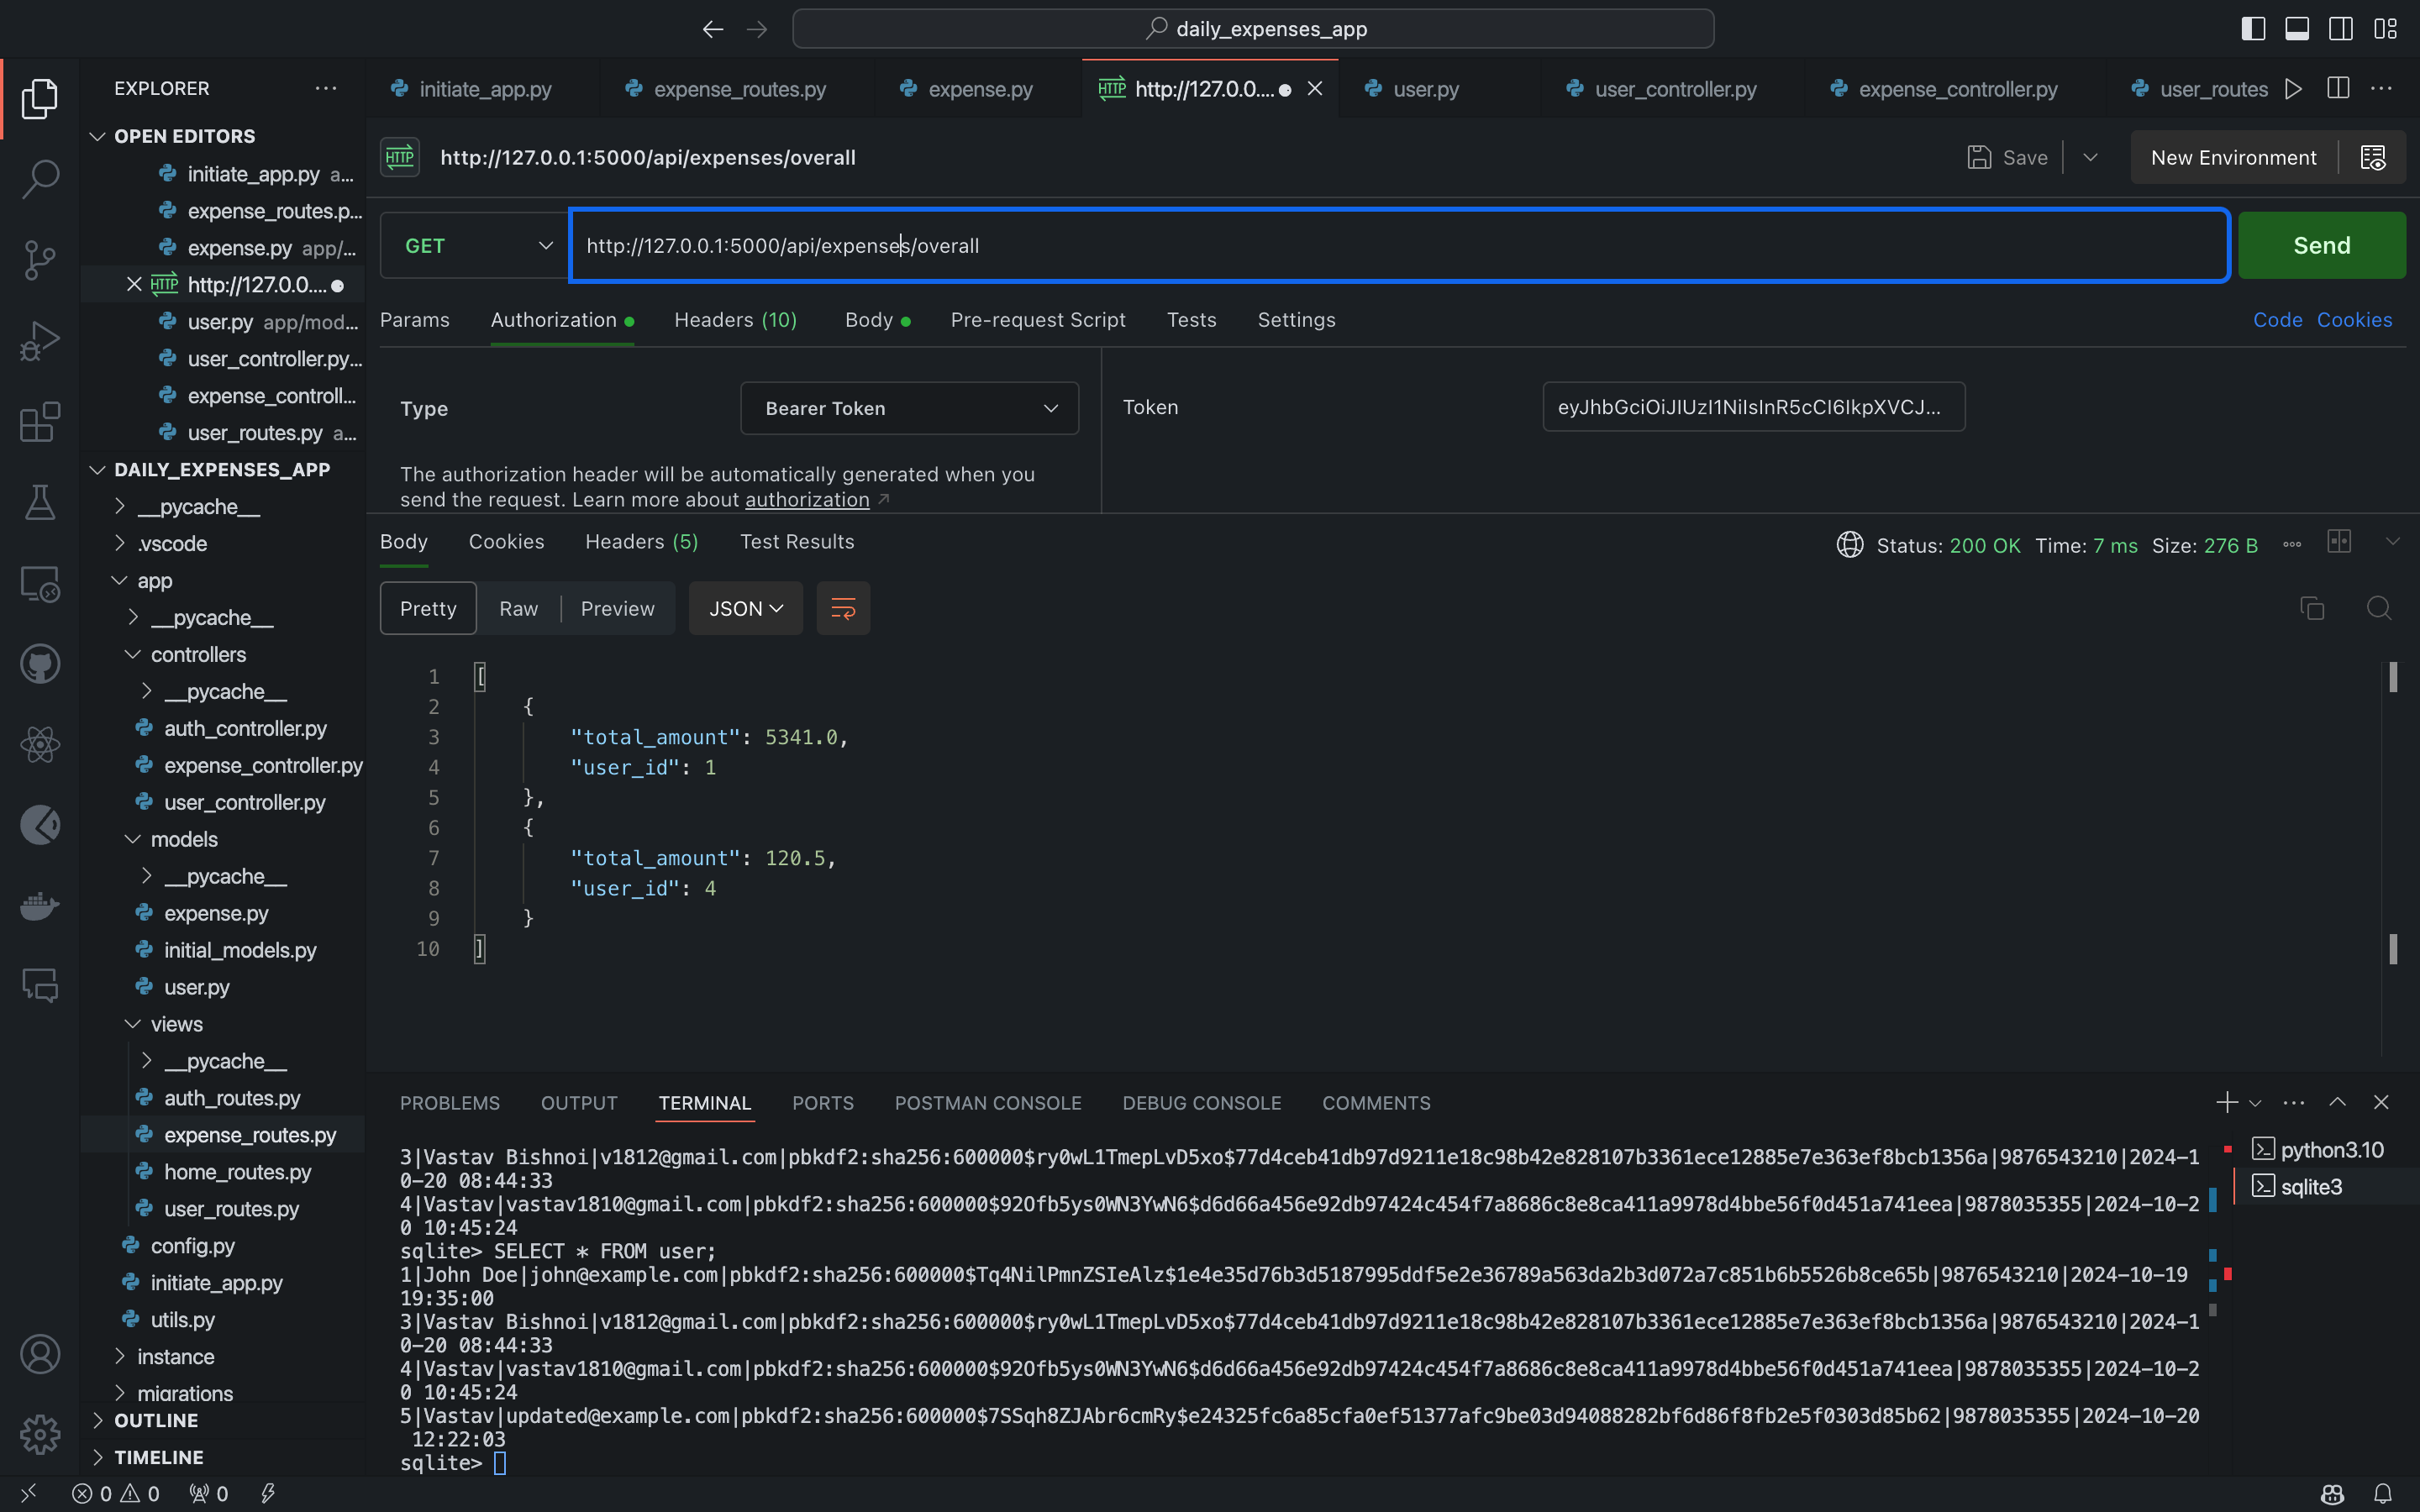 daily_expenses_app
EXPLORER
OPEN EDITORS
initiate_app.py a...
expense_routes.p...
expense.py app/...
HTTP http://127.0.0....
user.py app/mod...
user_controller.py...
expense_controll...
user_routes.py a...
DAILY_EXPENSES_APP
__pycache__
.vscode
app
__pycache__
controllers
__pycache__
auth_controller.py
expense_controller.py
user_controller.py
models
__pycache__
expense.py
initial_models.py
user.py
views
__pycache__
auth_routes.py
expense_routes.py
home_routes.py
user_routes.py
config.py
initiate_app.py
utils.py
instance
migrations
OUTLINE
TIMELINE
initiate_app.py expense_routes.py expense.py HTTP http://127.0.0.... user.py user_controller.py expense_controller.py user_routes
HTTP http://127.0.0.1:5000/api/expenses/overall Save New Environment
GET http://127.0.0.1:5000/api/expenses/overall Send
Params Authorization Headers (10) Body Pre-request Script Tests Settings Code Cookies
Type Bearer Token Token eyJhbGciOiJIUzI1NiIsInR5cCI6IkpXVCJ...
The authorization header will be automatically generated when you
send the request. Learn more about authorization ↗
Body Cookies Headers (5) Test Results Status: 200 OK Time: 7 ms Size: 276 B
Pretty Raw Preview JSON
1 [
2 {
3 "total_amount": 5341.0,
4 "user_id": 1
5 },
6 {
7 "total_amount": 120.5,
8 "user_id": 4
9 }
10 ]
PROBLEMS OUTPUT TERMINAL PORTS POSTMAN CONSOLE DEBUG CONSOLE COMMENTS
3|Vastav Bishnoi|v1812@gmail.com|pbkdf2:sha256:600000$ry0wL1TmepLvD5xo$77d4ceb41db97d9211e18c98b42e828107b3361ece12885e7e363ef8bcb1356a|9876543210|2024-1
0-20 08:44:33
4|Vastav|vastav1810@gmail.com|pbkdf2:sha256:600000$92Ofb5ys0WN3YwN6$d6d66a456e92db97424c454f7a8686c8e8ca411a9978d4bbe56f0d451a741eea|9878035355|2024-10-2
0 10:45:24
sqlite> SELECT * FROM user;
1|John Doe|john@example.com|pbkdf2:sha256:600000$Tq4NilPmnZSIeAlz$1e4e35d76b3d5187995ddf5e2e36789a563da2b3d072a7c851b6b5526b8ce65b|9876543210|2024-10-19
19:35:00
3|Vastav Bishnoi|v1812@gmail.com|pbkdf2:sha256:600000$ry0wL1TmepLvD5xo$77d4ceb41db97d9211e18c98b42e828107b3361ece12885e7e363ef8bcb1356a|9876543210|2024-1
0-20 08:44:33
4|Vastav|vastav1810@gmail.com|pbkdf2:sha256:600000$92Ofb5ys0WN3YwN6$d6d66a456e92db97424c454f7a8686c8e8ca411a9978d4bbe56f0d451a741eea|9878035355|2024-10-2
0 10:45:24
5|Vastav|updated@example.com|pbkdf2:sha256:600000$7SSqh8ZJAbr6cmRy$e24325fc6a85cfa0ef51377afc9be03d94088282bf6d86f8fb2e5f0303d85b62|9878035355|2024-10-20
12:22:03
sqlite>
python3.10
sqlite3
0 0 0